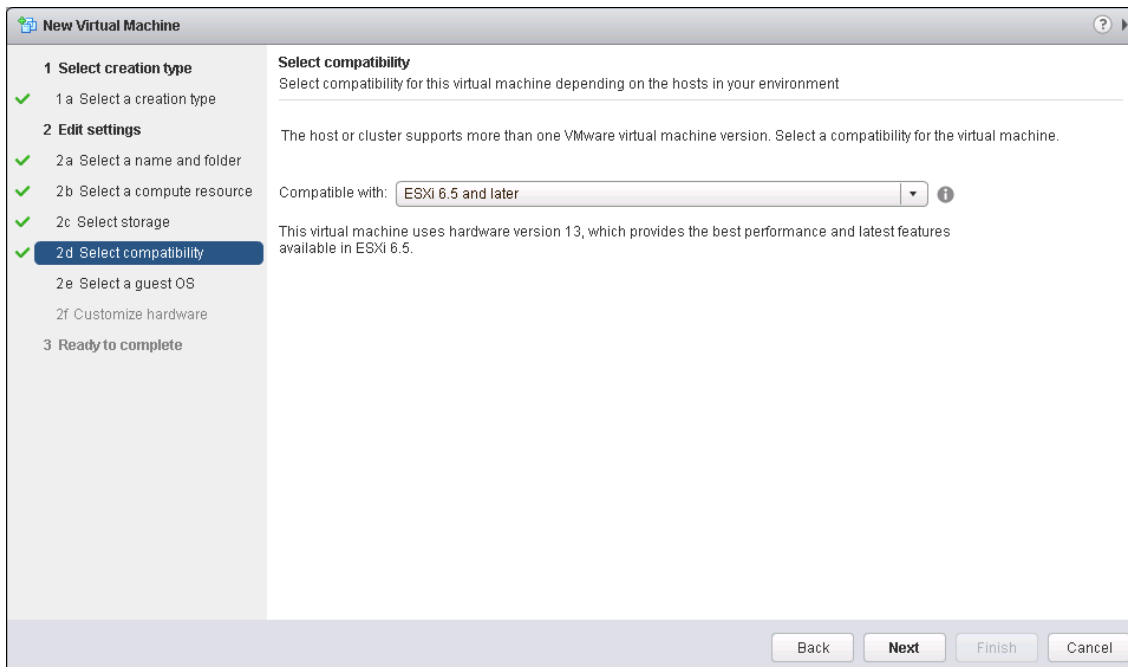 New Virtual Machine
?
1 Select creation type
1a Select a creation type
2 Edit settings
2a Select a name and folder
2b Select a compute resource
2c Select storage
2d Select compatibility
2e Select a guest OS
2f Customize hardware
3 Ready to complete
Select compatibility
Select compatibility for this virtual machine depending on the hosts in your environment
The host or cluster supports more than one VMware virtual machine version. Select a compatibility for the virtual machine.
Compatible with: ESXi 6.5 and later
This virtual machine uses hardware version 13, which provides the best performance and latest features
available in ESXi 6.5.
Back Next Finish Cancel